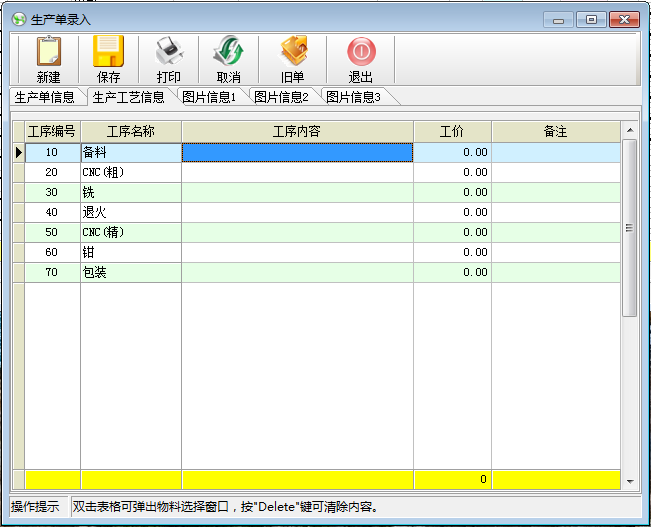 生产单录入
新建 保存 打印 取消 旧单 退出
生产单信息 生产工艺信息 图片信息1 图片信息2 图片信息3
工序编号 工序名称 工序内容 工价 备注
10 备料 0.00
20 CNC(粗) 0.00
30 铣 0.00
40 退火 0.00
50 CNC(精) 0.00
60 钳 0.00
70 包装 0.00
0
操作提示 双击表格可弹出物料选择窗口，按"Delete"键可清除内容。